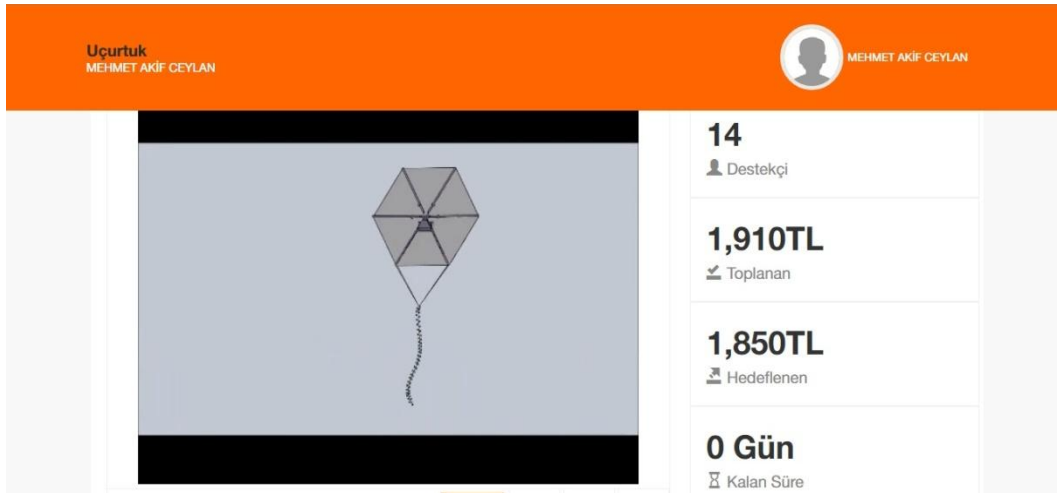 Uçurtuk
MEHMET AKİF CEYLAN
MEHMET AKİF CEYLAN
14
Destekçi
1,910TL
Toplanan
1,850TL
Hedeflenen
0 Gün
Kalan Süre